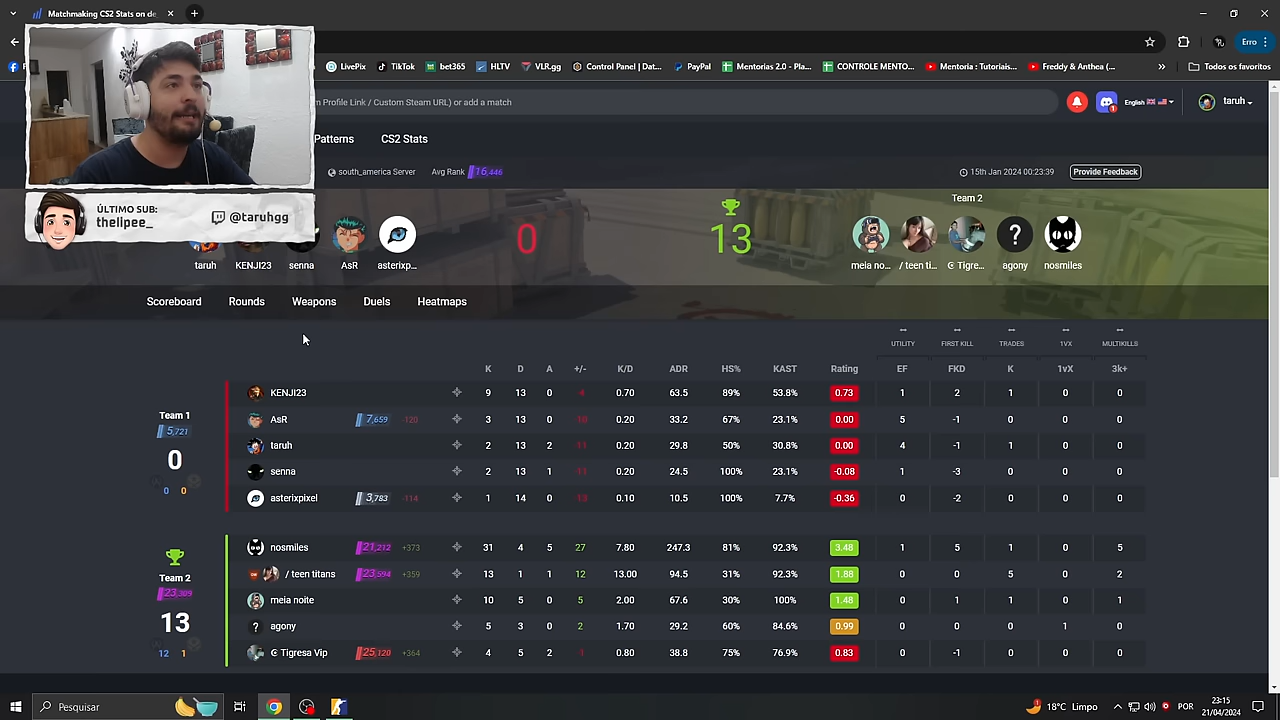 Matchmaking CS2 Stats on de
Erro
LivePix
TikTok
bet365
HLTV
VLR.gg
Control Panel | Dat...
PayPal
Mentorias 2.0 - Pla...
CONTROLE MENTO...
Mentoria : Tutoriais...
Freddy & Anthea (...
Todos os favoritos
n Profile Link / Custom Steam URL) or add a match
English
taruh
Patterns
CS2 Stats
south_america Server
Avg Rank
16,446
15th Jan 2024 00:23:30
Provide Feedback
ÚLTIMO SUB:
thelipee_
@taruhgg
Team 2
0
13
taruh
KENJI23
senna
AsR
asterixp...
meia no...
/ teen ti...
Tigre...
agony
nosmiles
Scoreboard
Rounds
Weapons
Duels
Heatmaps
UTILITY FIRST KILL TRADES 1VX MULTIKILLS
K D A +/- K/D ADR HS% KAST Rating EF FKD K 1vX 3k+
Team 1
5,721
0
0 0
KENJI23 9 13 0 -4 0.70 63.5 89% 53.8% 0.73 1 2 1 0 0
AsR 7,659 -120 3 13 0 -10 0.20 33.2 67% 23.1% 0.00 5 -1 0 0 0
taruh 2 13 2 -11 0.20 29.8 50% 30.8% 0.00 4 -1 1 0 0
senna 2 13 1 -11 0.20 24.5 100% 23.1% -0.08 1 -3 0 0 0
asterixpixel 3,783 -114 1 14 0 -13 0.10 10.5 100% 7.7% -0.36 0 -2 0 0 0
Team 2
23,309
13
12 1
nosmiles 21,212 +373 31 4 5 27 7.80 247.3 81% 92.3% 3.48 1 5 1 0 5
/ teen titans 23,594 +359 13 1 1 12 13.00 94.5 31% 92.3% 1.88 0 0 5 0 2
meia noite 10 5 0 5 2.00 67.6 30% 100% 1.48 0 1 1 0 1
agony 5 3 0 2 1.70 29.2 60% 84.6% 0.99 0 0 0 1 0
Tigresa Vip 25,120 +364 4 5 2 -1 0.80 38.8 75% 76.9% 0.83 0 -1 0 0 0
Pesquisar
18°C Limpo
POR
23:15
21/04/2024